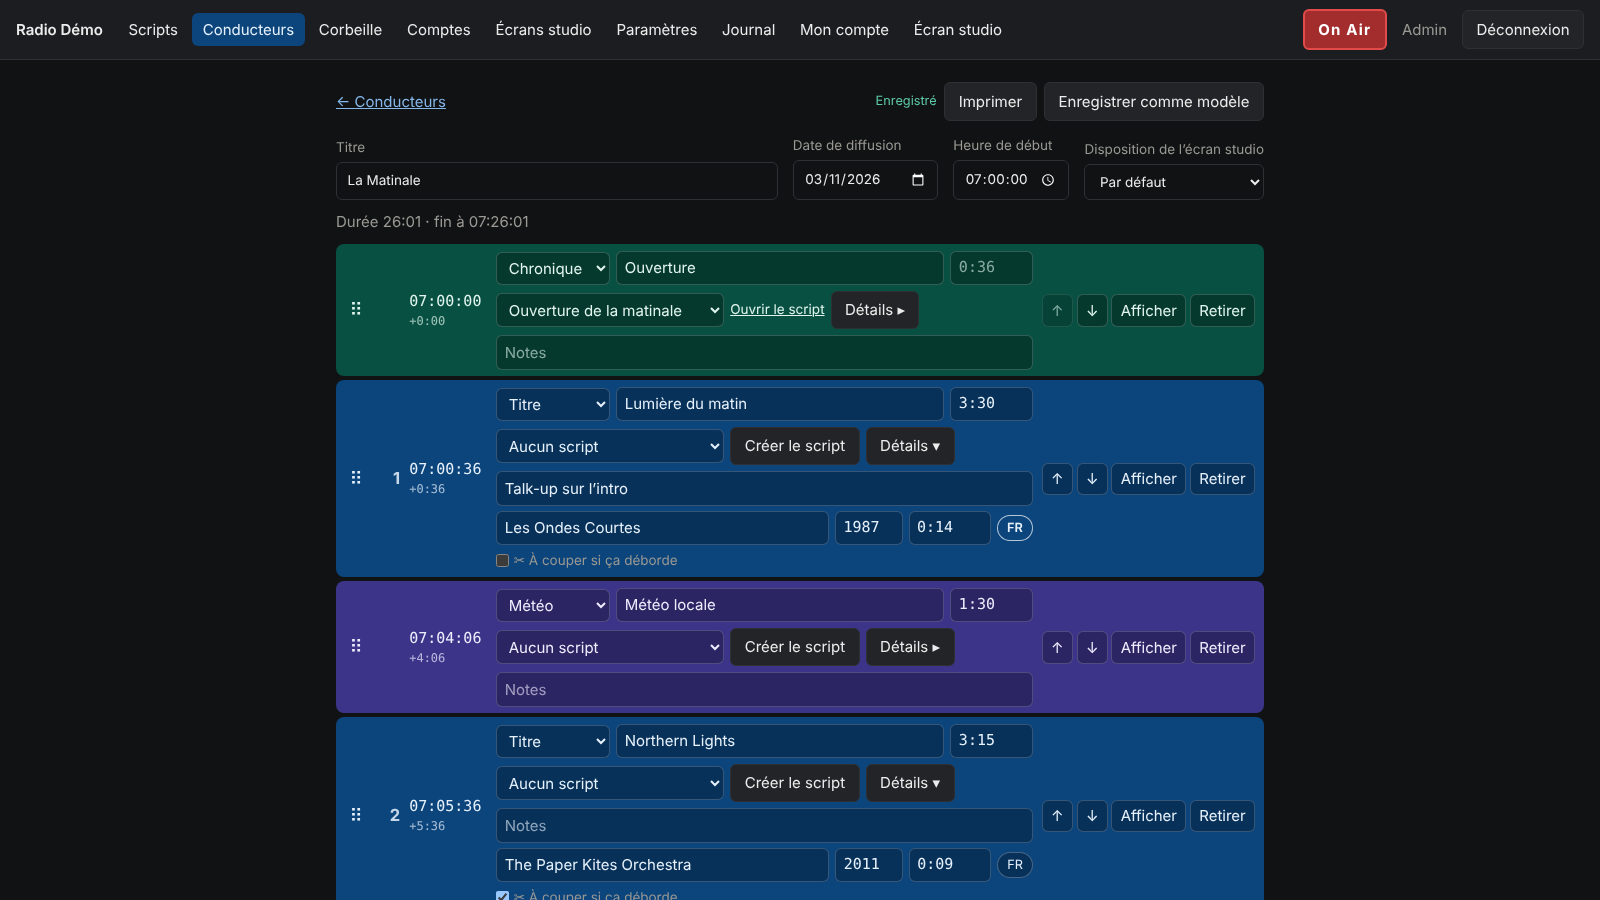 Radio Démo Scripts Conducteurs Corbeille Comptes Écrans studio Paramètres Journal Mon compte Écran studio On Air Admin Déconnexion
← Conducteurs Enregistré Imprimer Enregistrer comme modèle
Titre Date de diffusion Heure de début Disposition de l’écran studio
La Matinale 03/11/2026 07:00:00 Par défaut
Durée 26:01 · fin à 07:26:01
Chronique Ouverture 0:36
07:00:00 Ouverture de la matinale Ouvrir le script Détails ▸ ↑ ↓ Afficher Retirer
+0:00
Notes
Titre Lumière du matin 3:30
Aucun script Créer le script Détails ▾
1 07:00:36 ↑ ↓ Afficher Retirer
+0:36
Talk-up sur l’intro
Les Ondes Courtes 1987 0:14 FR
✂ À couper si ça déborde
Météo Météo locale 1:30
07:04:06 Aucun script Créer le script Détails ▸ ↑ ↓ Afficher Retirer
+4:06
Notes
Titre Northern Lights 3:15
Aucun script Créer le script Détails ▾
2 07:05:36 ↑ ↓ Afficher Retirer
+5:36
Notes
The Paper Kites Orchestra 2011 0:09 FR
✂ À couper si ça déborde